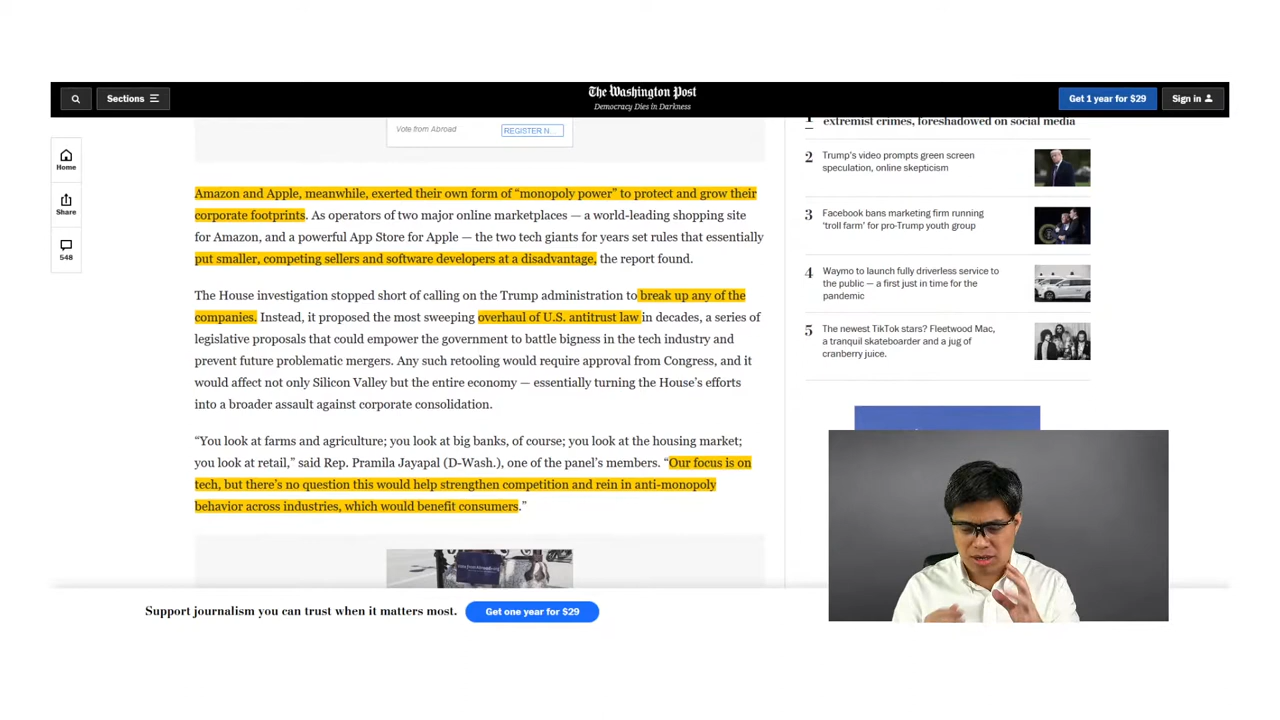 Sections
The Washington Post
Democracy Dies in Darkness
Get 1 year for $29
Sign in
Home
Share
548
Vote from Abroad
REGISTER N...
Amazon and Apple, meanwhile, exerted their own form of “monopoly power” to protect and grow their
corporate footprints. As operators of two major online marketplaces — a world-leading shopping site
for Amazon, and a powerful App Store for Apple — the two tech giants for years set rules that essentially
put smaller, competing sellers and software developers at a disadvantage, the report found.
The House investigation stopped short of calling on the Trump administration to break up any of the
companies. Instead, it proposed the most sweeping overhaul of U.S. antitrust law in decades, a series of
legislative proposals that could empower the government to battle bigness in the tech industry and
prevent future problematic mergers. Any such retooling would require approval from Congress, and it
would affect not only Silicon Valley but the entire economy — essentially turning the House’s efforts
into a broader assault against corporate consolidation.
“You look at farms and agriculture; you look at big banks, of course; you look at the housing market;
you look at retail,” said Rep. Pramila Jayapal (D-Wash.), one of the panel’s members. “Our focus is on
tech, but there’s no question this would help strengthen competition and rein in anti-monopoly
behavior across industries, which would benefit consumers.”
1
extremist crimes, foreshadowed on social media
2
Trump’s video prompts green screen
speculation, online skepticism
3
Facebook bans marketing firm running
‘troll farm’ for pro-Trump youth group
4
Waymo to launch fully driverless service to
the public — a first just in time for the
pandemic
5
The newest TikTok stars? Fleetwood Mac,
a tranquil skateboarder and a jug of
cranberry juice.
Support journalism you can trust when it matters most.
Get one year for $29